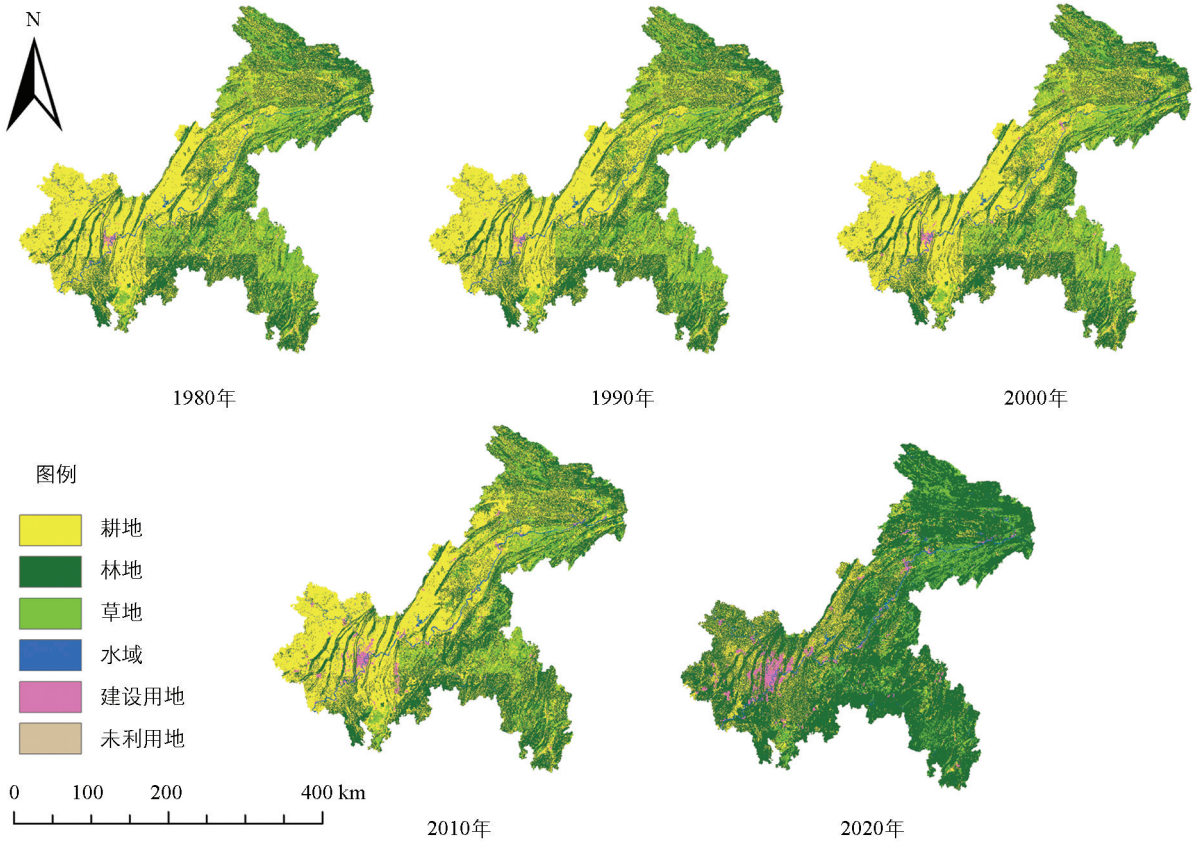 N
1980年
1990年
2000年
图例
耕地
林地
草地
水域
建设用地
未利用地
0 100 200 400 km
2010年
2020年